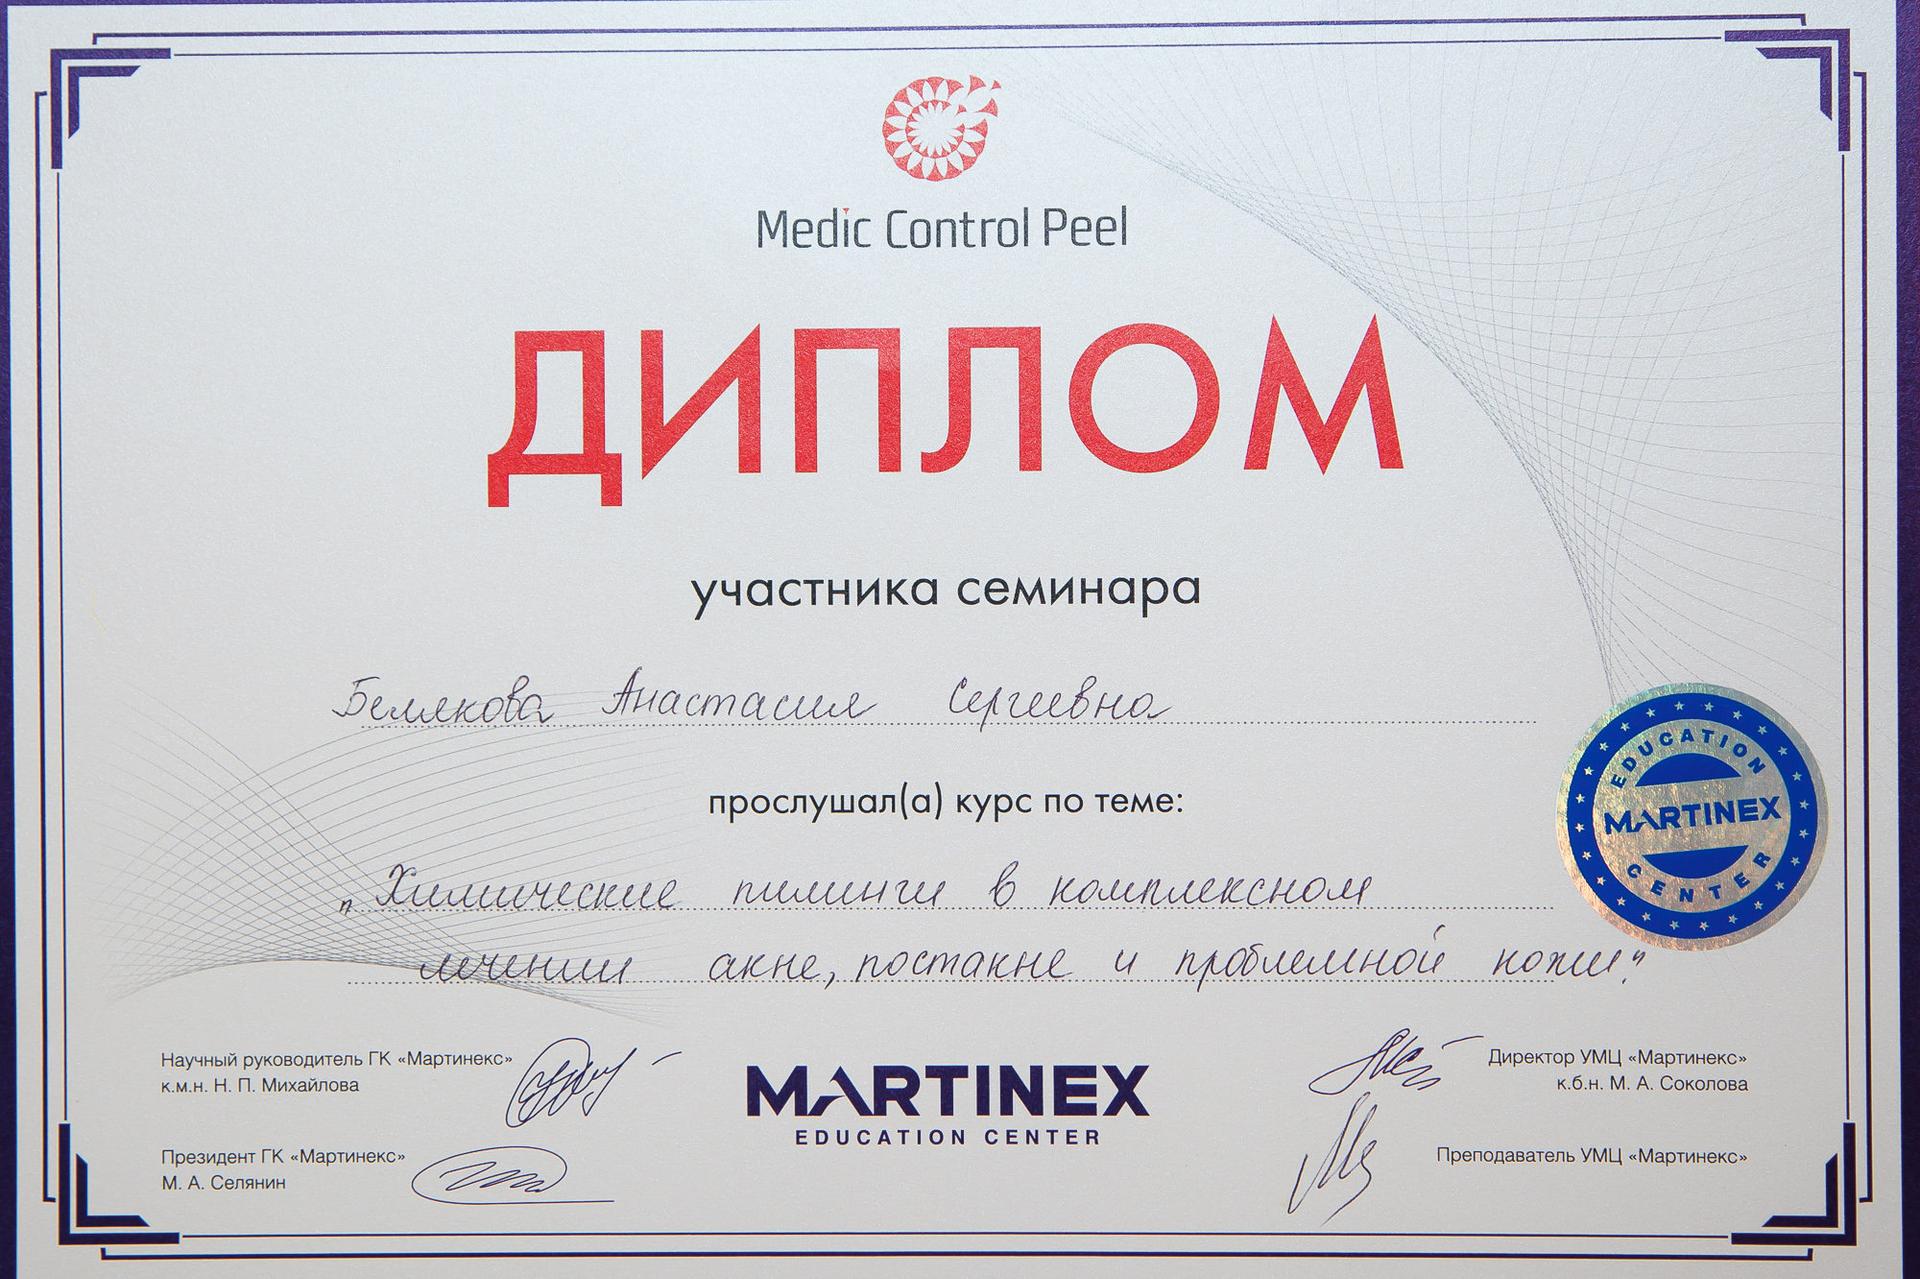 Medic Control Peel
ДИПЛОМ
участника семинара
Белякова Анастасия Сергеевна
прослушал(а) курс по теме:
„Химические пилинги в комплексном
лечении акне, постакне и проблемной кожи“
EDUCATION
MARTINEX
CENTER
Научный руководитель ГК «Мартинекс»
к.м.н. Н. П. Михайлова
Президент ГК «Мартинекс»
М. А. Селянин
MARTINEX
EDUCATION CENTER
Директор УМЦ «Мартинекс»
к.б.н. М. А. Соколова
Преподаватель УМЦ «Мартинекс»